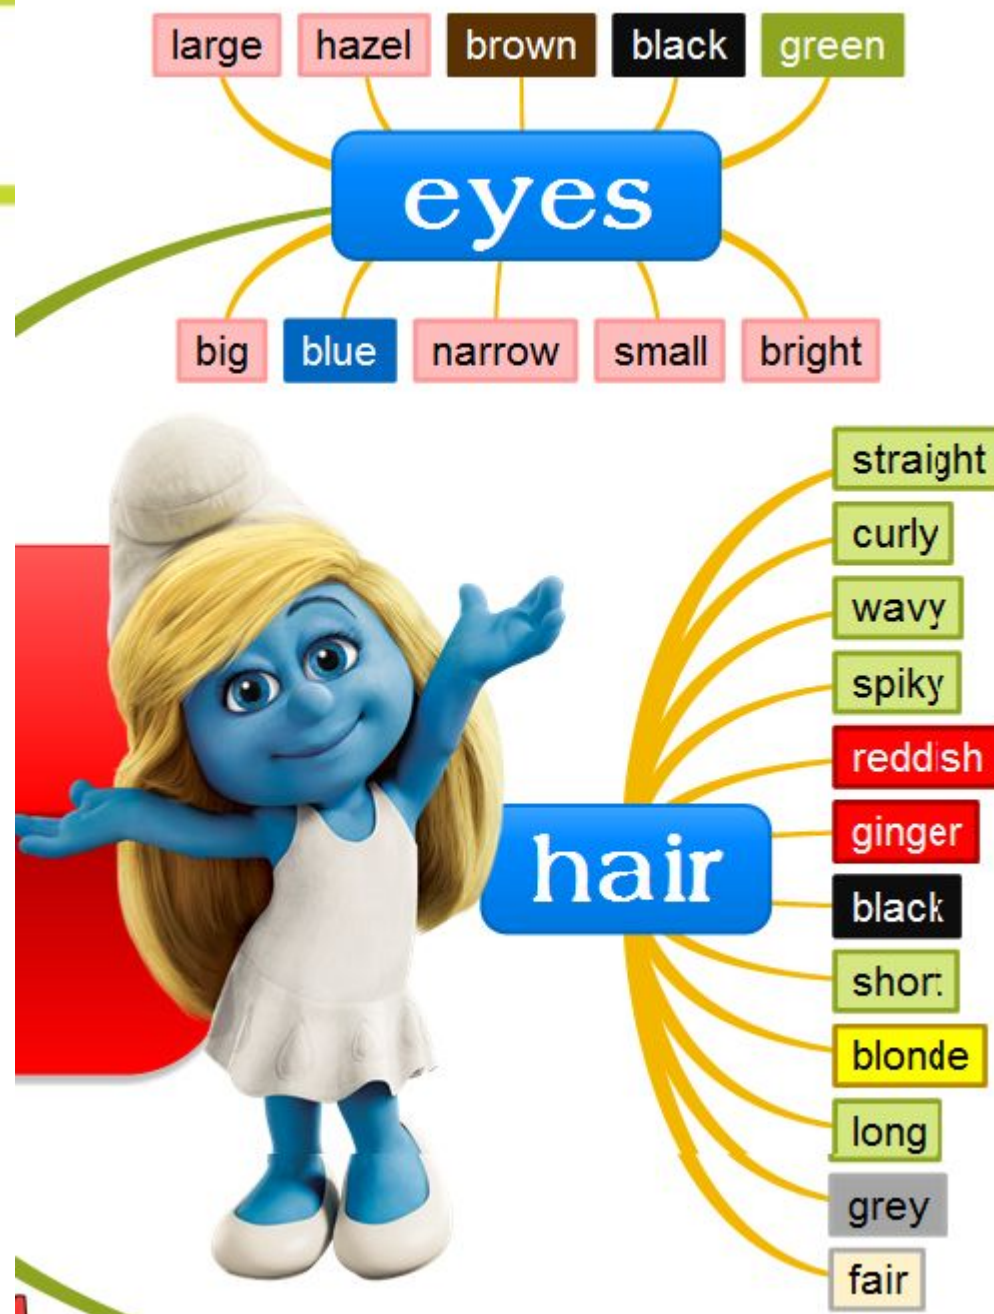 large hazel brown black green
eyes
big blue narrow small bright
straight
curly
wavy
spiky
reddish
ginger
hair
black
short
blonde
long
grey
fair